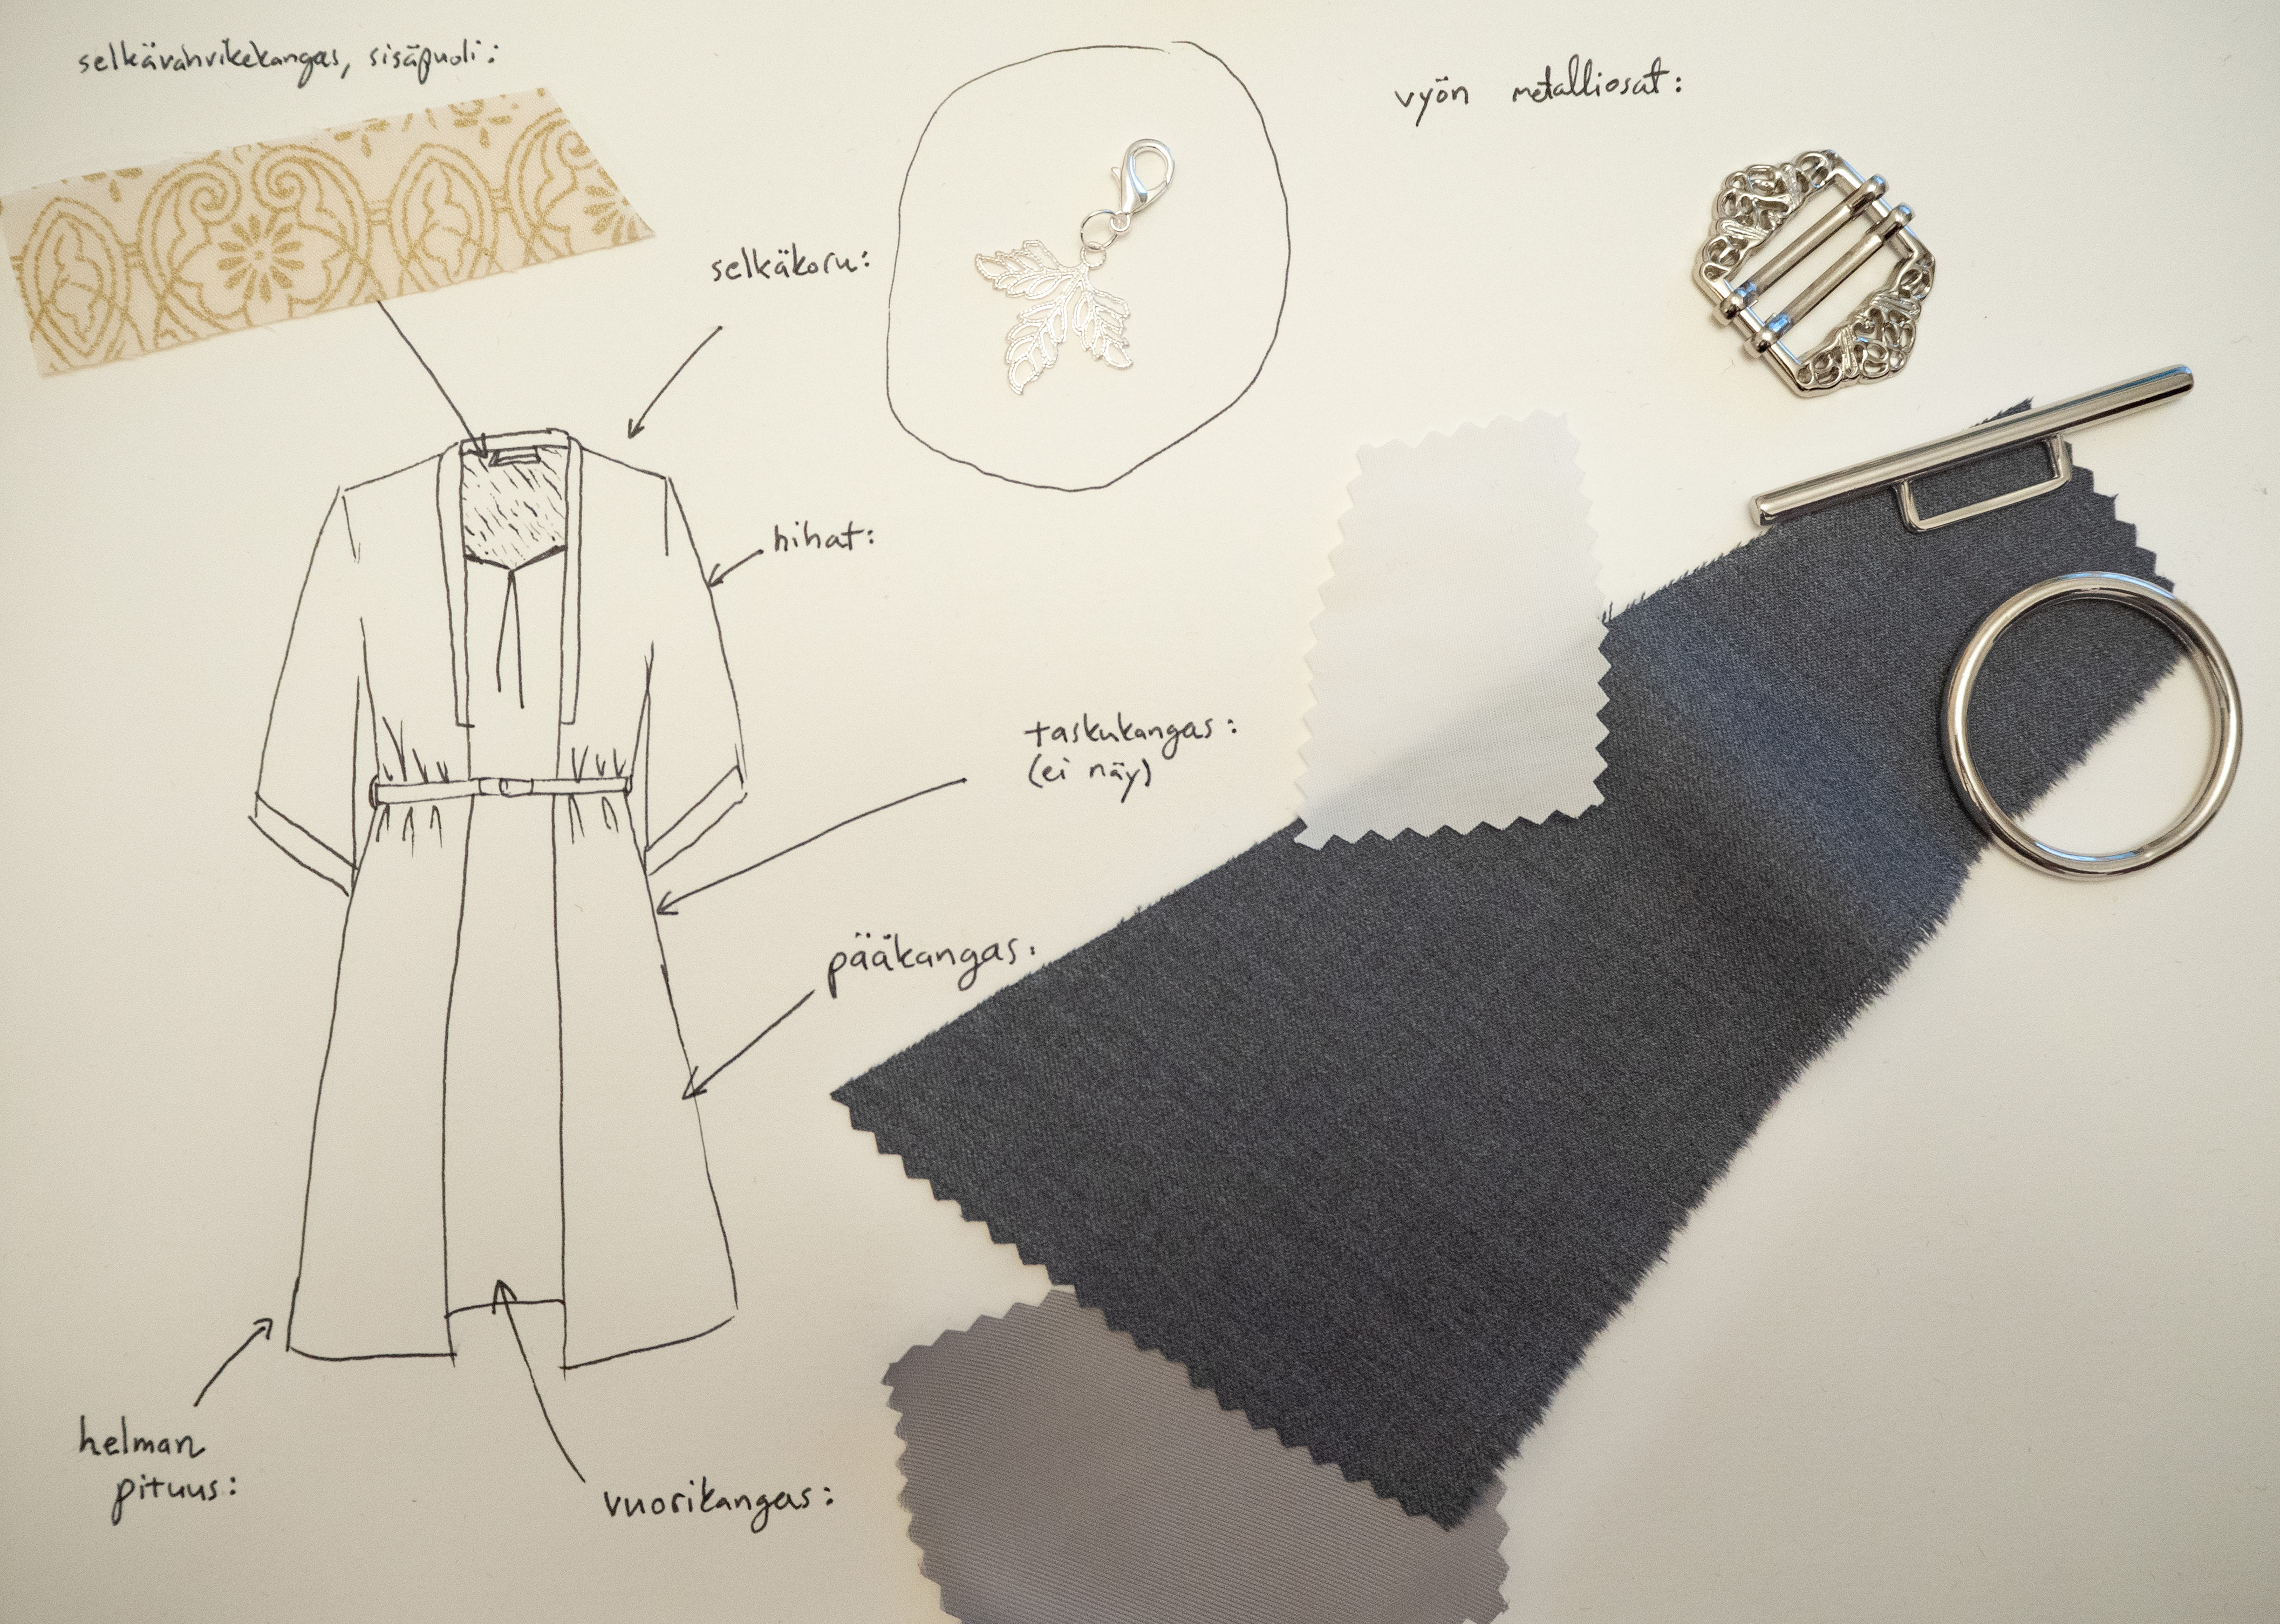 selkävahvikekangas, sisäpuoli:
vyön metalliosat:
selkäkoru:
hihat:
taskukangas:
(ei näy)
pääkangas:
helman
pituus:
vuorikangas: